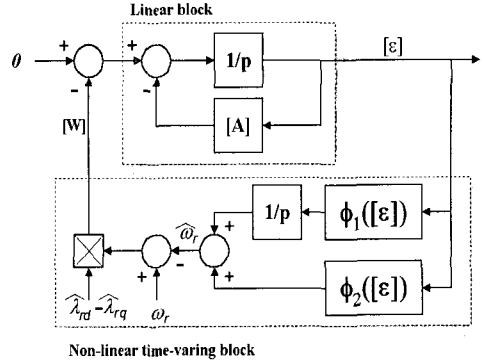 Linear block
0
+
+
-
-
1/p
[ε]
[A]
[W]
1/p
ϕ₁([ε])
ϕ₂([ε])
ω̂r
+
-
+
+
λ̂rd -λ̂rq
ωr
Non-linear time-varing block